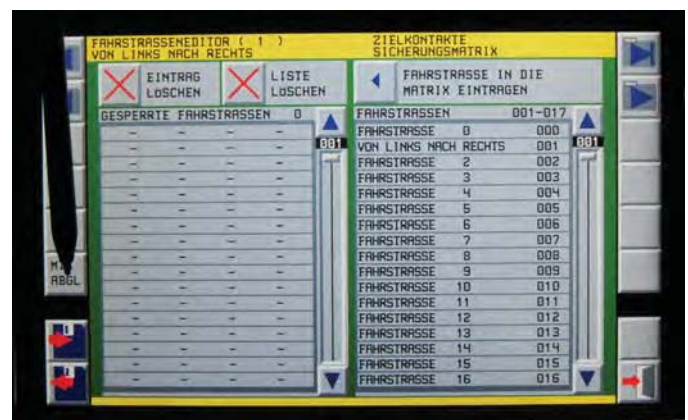 FAHRSTRASSENEDITOR ( 1 )
VON LINKS NACH RECHTS
ZIELKONTAKTE
SICHERUNGSMATRIX
EINTRAG
LöSCHEN
LISTE
LöSCHEN
FAHRSTRASSE IN DIE
MATRIX EINTRAGEN
GESPERRTE FAHRSTRASSEN 0
001
FAHRSTRASSEN 001-017
001
FAHRSTRASSE 0 000
VON LINKS NACH RECHTS 001
FAHRSTRASSE 2 002
FAHRSTRASSE 3 003
FAHRSTRASSE 4 004
FAHRSTRASSE 5 005
FAHRSTRASSE 6 006
FAHRSTRASSE 7 007
FAHRSTRASSE 8 008
FAHRSTRASSE 9 009
FAHRSTRASSE 10 010
FAHRSTRASSE 11 011
FAHRSTRASSE 12 012
FAHRSTRASSE 13 013
FAHRSTRASSE 14 014
FAHRSTRASSE 15 015
FAHRSTRASSE 16 016
ABGL